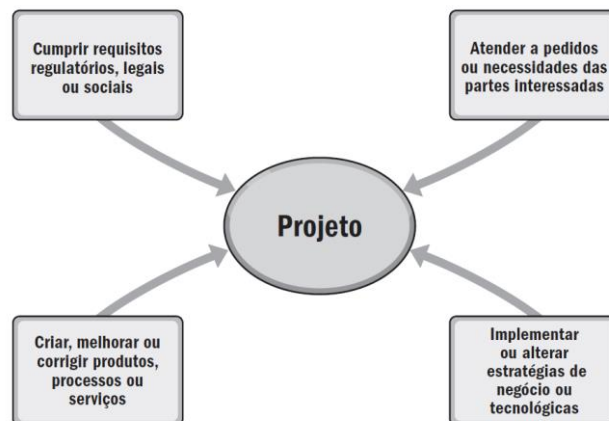 Cumprir requisitos
regulatórios, legais
ou sociais
Atender a pedidos
ou necessidades das
partes interessadas
Projeto
Criar, melhorar ou
corrigir produtos,
processos ou
serviços
Implementar
ou alterar
estratégias de
negócio ou
tecnológicas